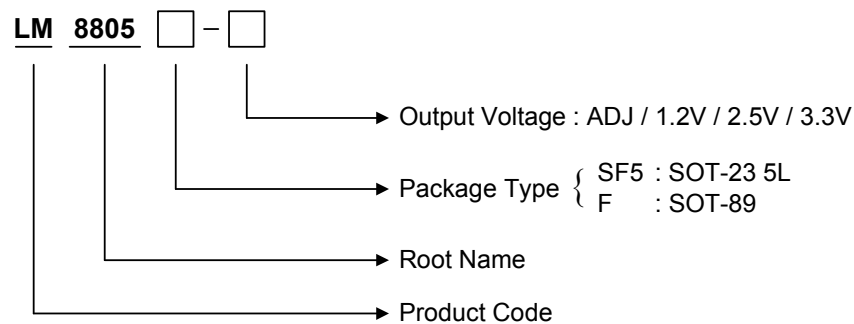 LM 8805 □ – □
Output Voltage : ADJ / 1.2V / 2.5V / 3.3V
Package Type { SF5 : SOT-23 5L
F : SOT-89
Root Name
Product Code